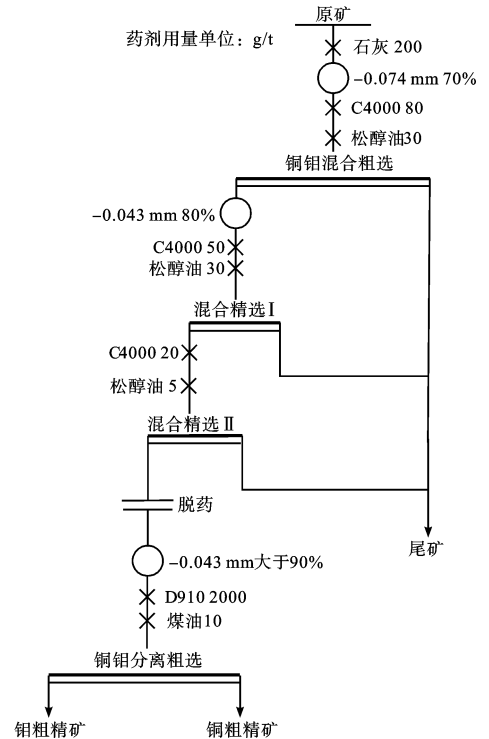 原矿
药剂用量单位：g/t
石灰 200
-0.074 mm 70%
C4000 80
松醇油30
铜钼混合粗选
-0.043 mm 80%
C4000 50
松醇油 30
混合精选Ⅰ
C4000 20
松醇油 5
混合精选Ⅱ
脱药
尾矿
-0.043 mm大于90%
D910 2000
煤油10
铜钼分离粗选
钼粗精矿
铜粗精矿